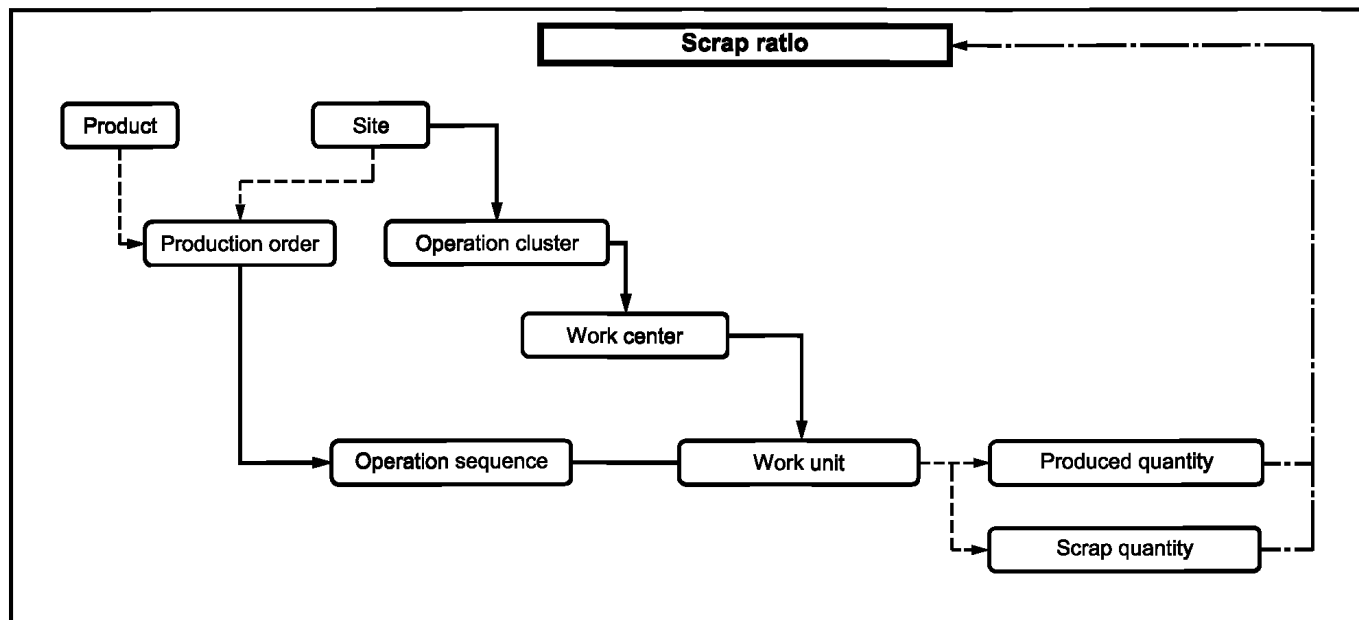 Scrap ratio
Product
Site
Production order
Operation cluster
Work center
Operation sequence
Work unit
Produced quantity
Scrap quantity